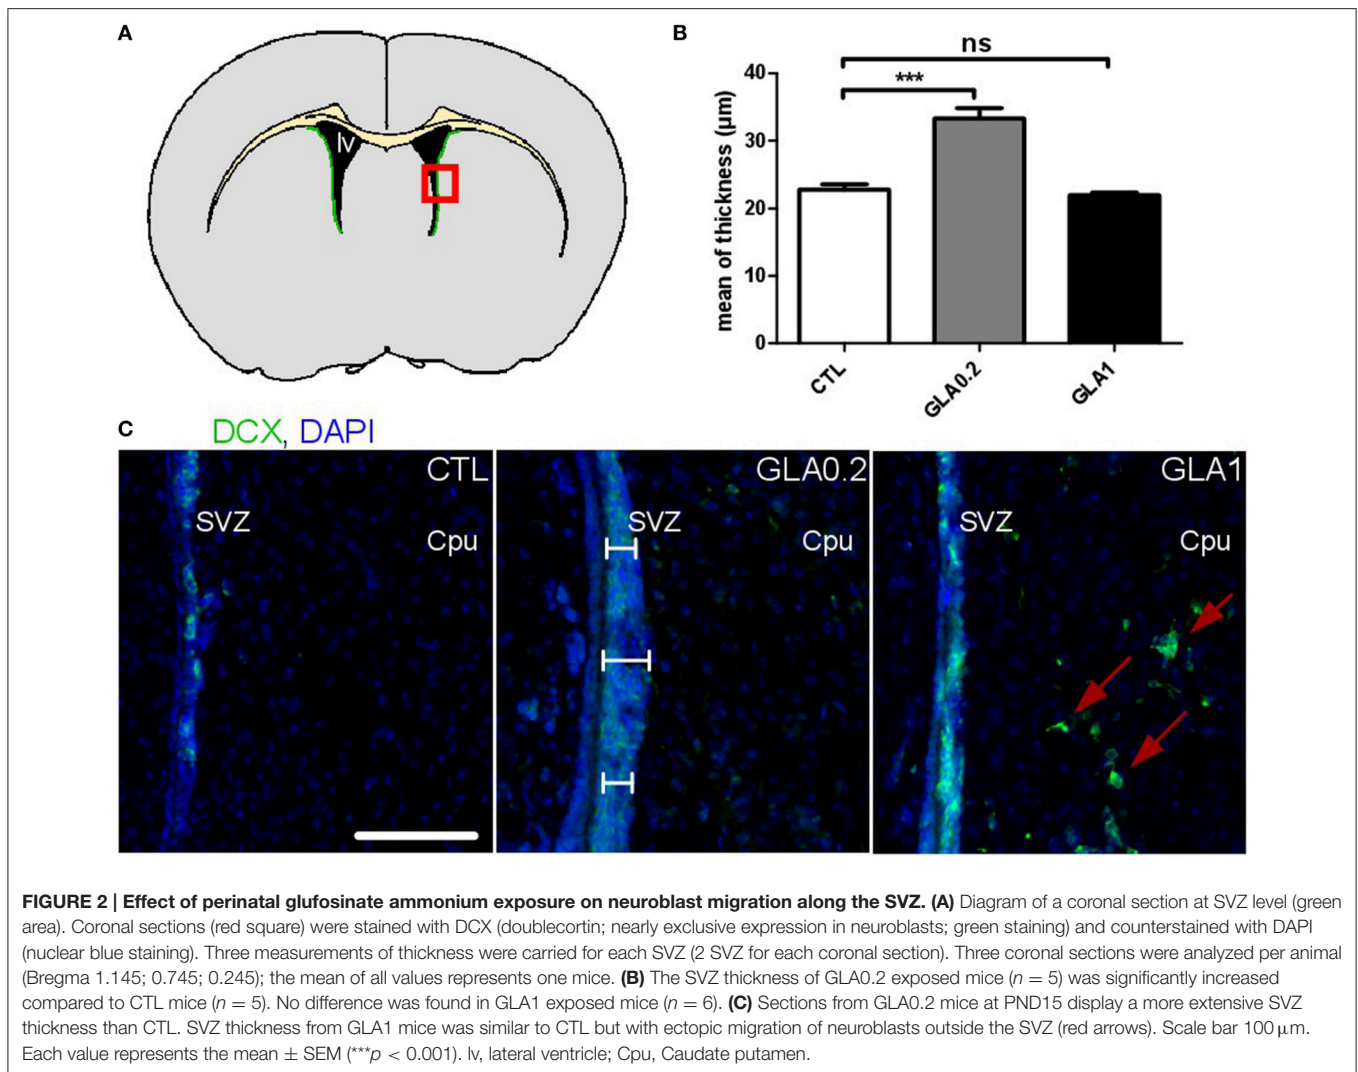 A
lv
B
ns
***
40
30
20
10
0
mean of thickness (µm)
CTL
GLA0.2
GLA1
C
DCX, DAPI
CTL
SVZ
Cpu
GLA0.2
SVZ
Cpu
GLA1
SVZ
Cpu
FIGURE 2 | Effect of perinatal glufosinate ammonium exposure on neuroblast migration along the SVZ. (A) Diagram of a coronal section at SVZ level (green
area). Coronal sections (red square) were stained with DCX (doublecortin; nearly exclusive expression in neuroblasts; green staining) and counterstained with DAPI
(nuclear blue staining). Three measurements of thickness were carried for each SVZ (2 SVZ for each coronal section). Three coronal sections were analyzed per animal
(Bregma 1.145; 0.745; 0.245); the mean of all values represents one mice. (B) The SVZ thickness of GLA0.2 exposed mice (n = 5) was significantly increased
compared to CTL mice (n = 5). No difference was found in GLA1 exposed mice (n = 6). (C) Sections from GLA0.2 mice at PND15 display a more extensive SVZ
thickness than CTL. SVZ thickness from GLA1 mice was similar to CTL but with ectopic migration of neuroblasts outside the SVZ (red arrows). Scale bar 100 µm.
Each value represents the mean ± SEM (***p < 0.001). lv, lateral ventricle; Cpu, Caudate putamen.